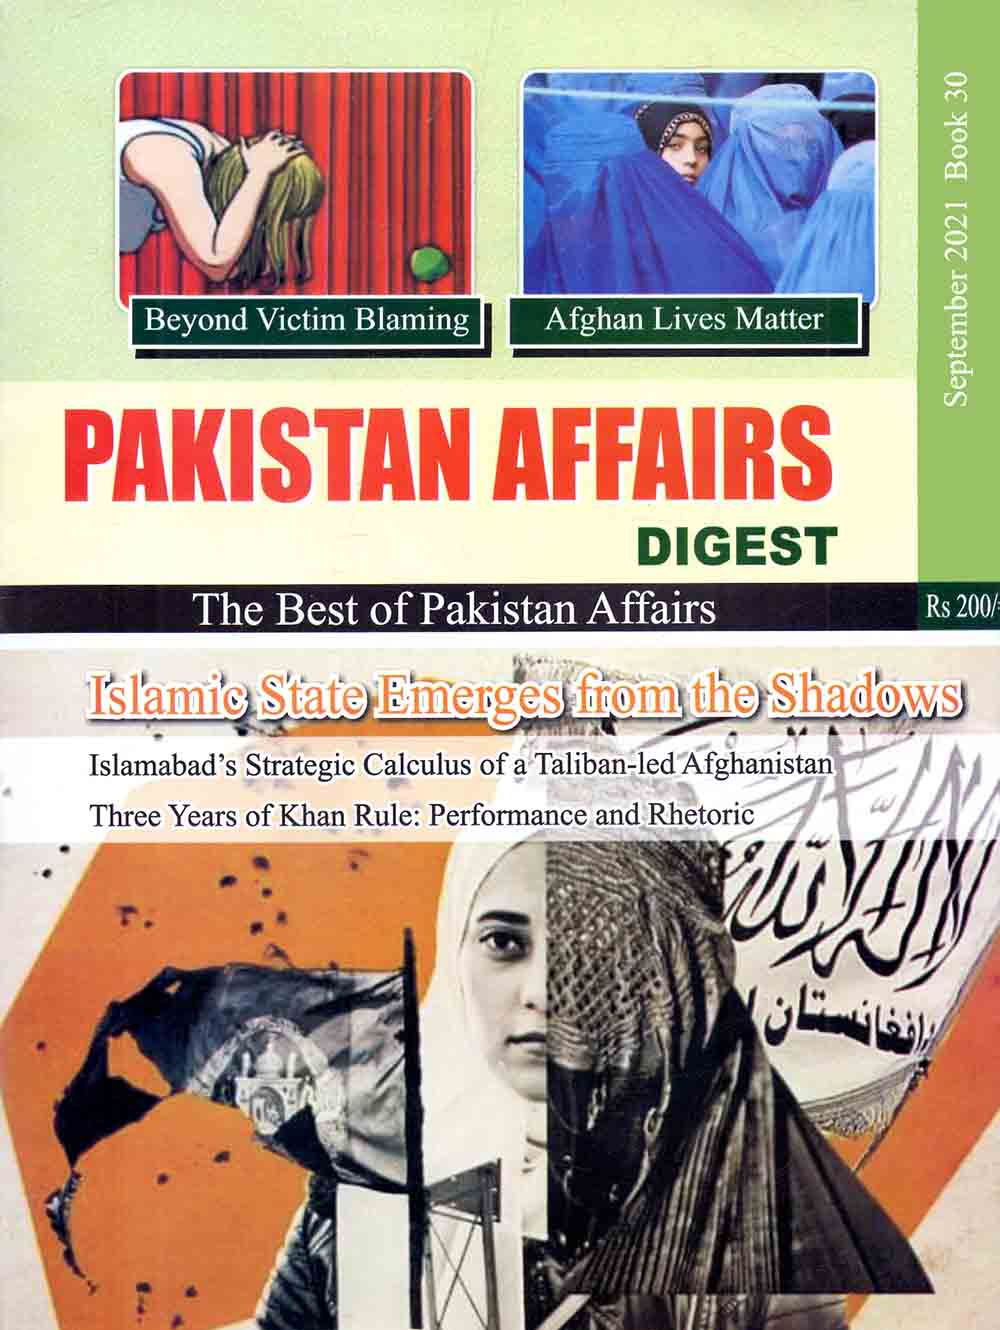 Beyond Victim Blaming
Afghan Lives Matter
September 2021 Book 30
PAKISTAN AFFAIRS
DIGEST
The Best of Pakistan Affairs
Rs 200/
Islamic State Emerges from the Shadows
Islamabad's Strategic Calculus of a Taliban-led Afghanistan
Three Years of Khan Rule: Performance and Rhetoric
افغانستان